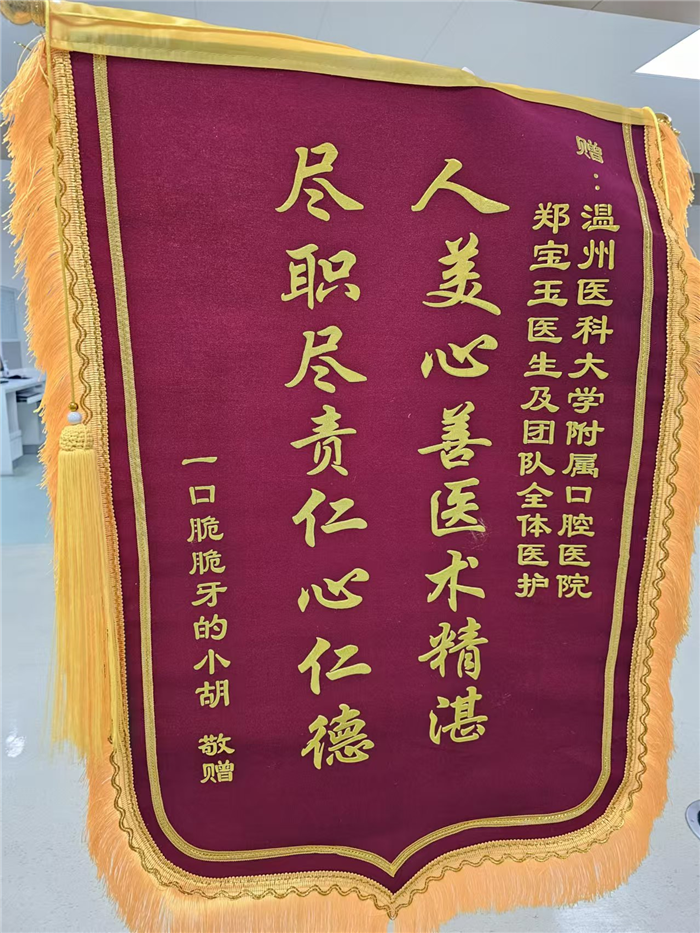 赠：温州医科大学附属口腔医院
郑宝玉医生及团队全体医护
人美心善医术精湛
尽职尽责仁心仁德
一口脆脆牙的小胡 敬赠